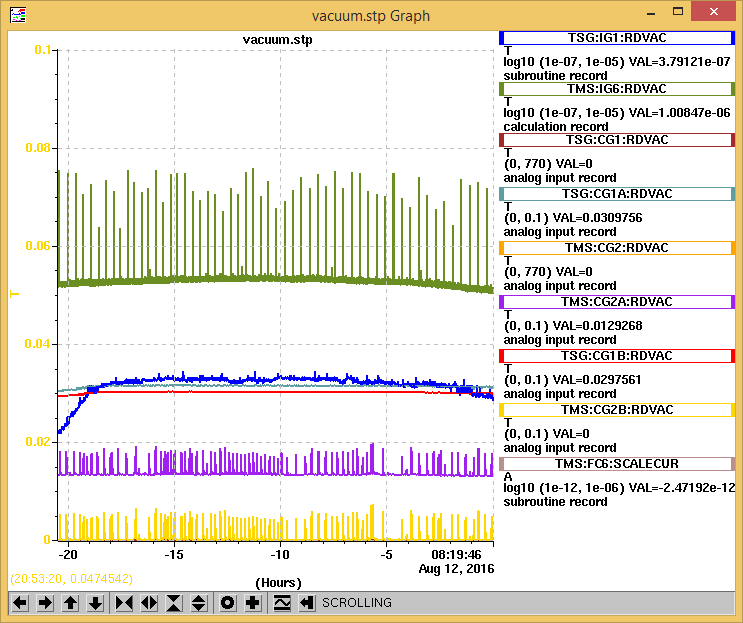 vacuum.stp Graph
vacuum.stp
0.1
0.08
0.06
T
0.04
0.02
0
-20
-15
-10
-5
08:19:46
Aug 12, 2016
(20:53:20, 0.0474542)
(Hours)
TSG:IG1:RDVAC
T
log10 (1e-07, 1e-05) VAL=3.79121e-07
subroutine record
TMS:IG6:RDVAC
T
log10 (1e-07, 1e-05) VAL=1.00847e-06
calculation record
TSG:CG1:RDVAC
T
(0, 770) VAL=0
analog input record
TSG:CG1A:RDVAC
T
(0, 0.1) VAL=0.0309756
analog input record
TMS:CG2:RDVAC
T
(0, 770) VAL=0
analog input record
TMS:CG2A:RDVAC
T
(0, 0.1) VAL=0.0129268
analog input record
TSG:CG1B:RDVAC
T
(0, 0.1) VAL=0.0297561
analog input record
TMS:CG2B:RDVAC
T
(0, 0.1) VAL=0
analog input record
TMS:FC6:SCALECUR
A
log10 (1e-12, 1e-06) VAL=-2.47192e-12
subroutine record
SCROLLING